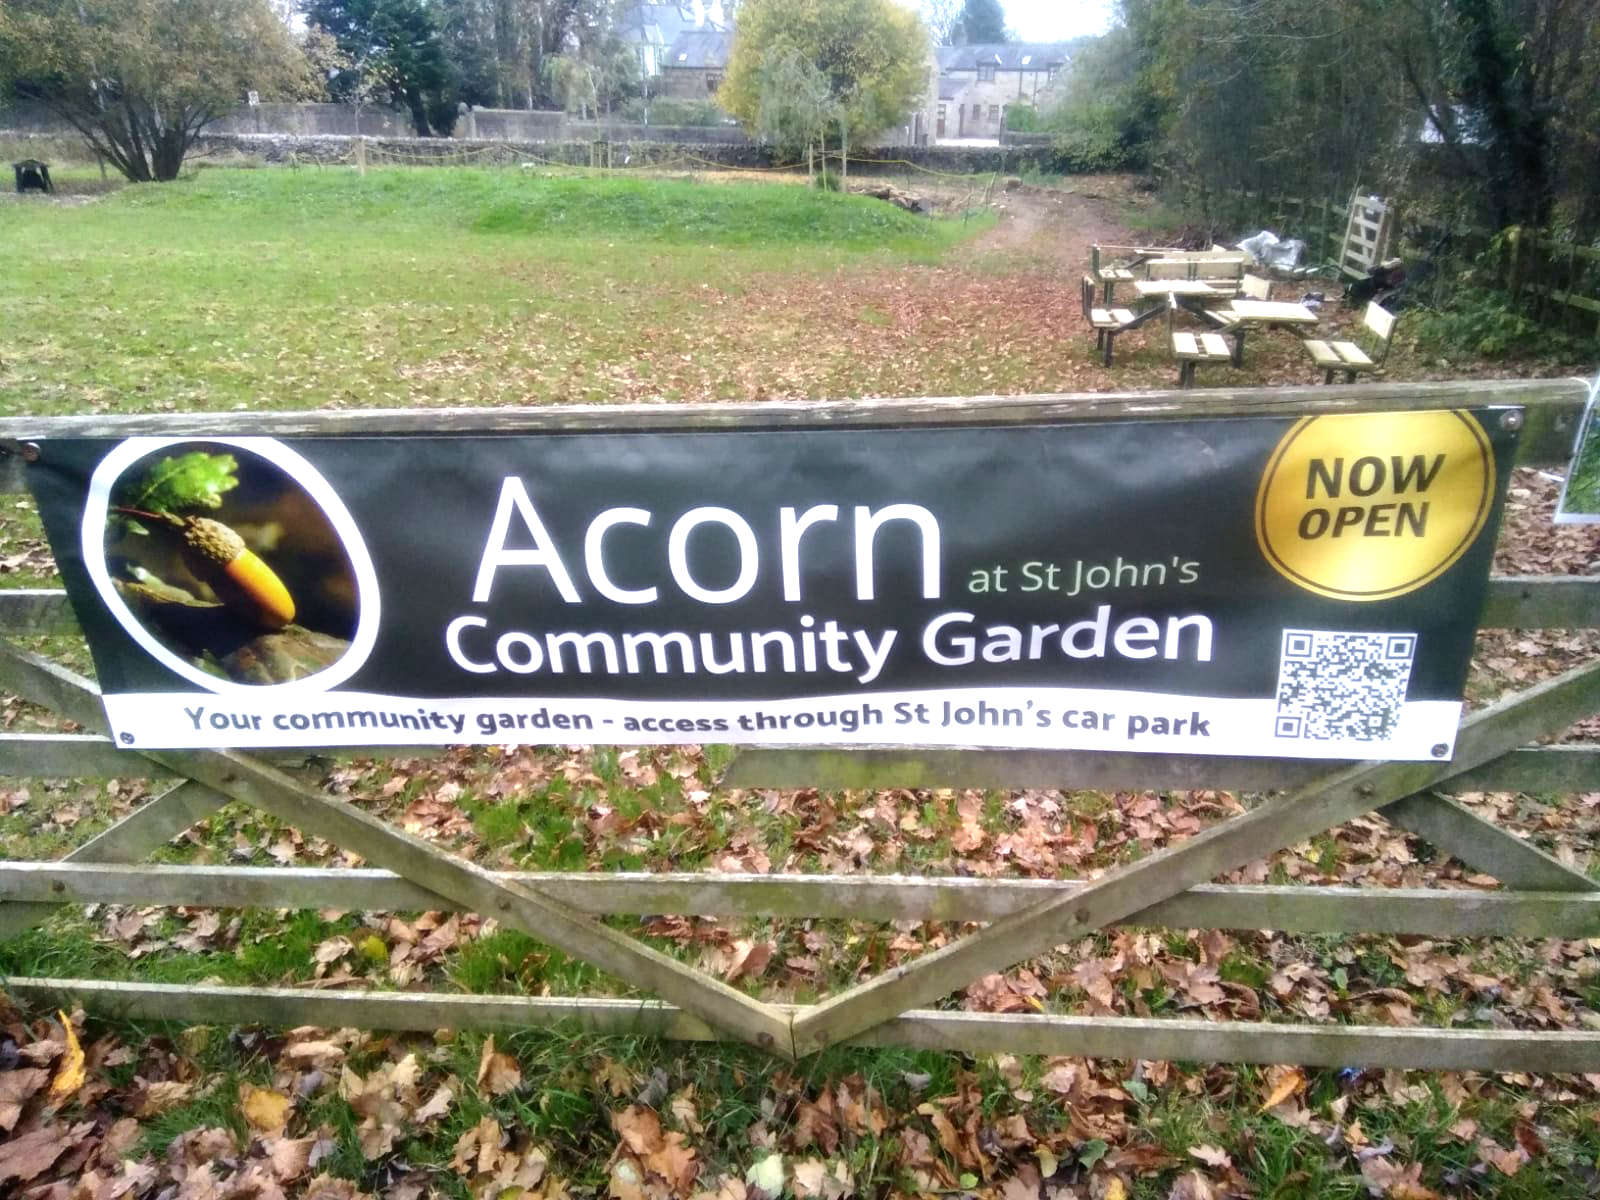 Acorn at St John's
Community Garden
NOW
OPEN
Your community garden - access through St John's car park